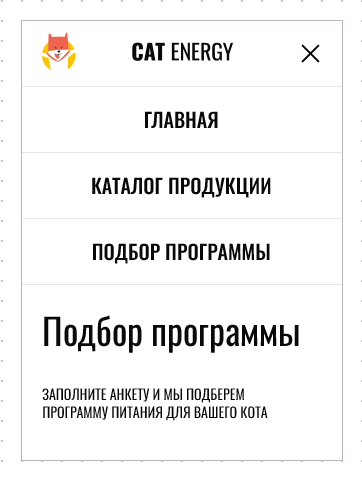 CAT ENERGY
ГЛАВНАЯ
КАТАЛОГ ПРОДУКЦИИ
ПОДБОР ПРОГРАММЫ
Подбор программы
ЗАПОЛНИТЕ АНКЕТУ И МЫ ПОДБЕРЕМ
ПРОГРАММУ ПИТАНИЯ ДЛЯ ВАШЕГО КОТА